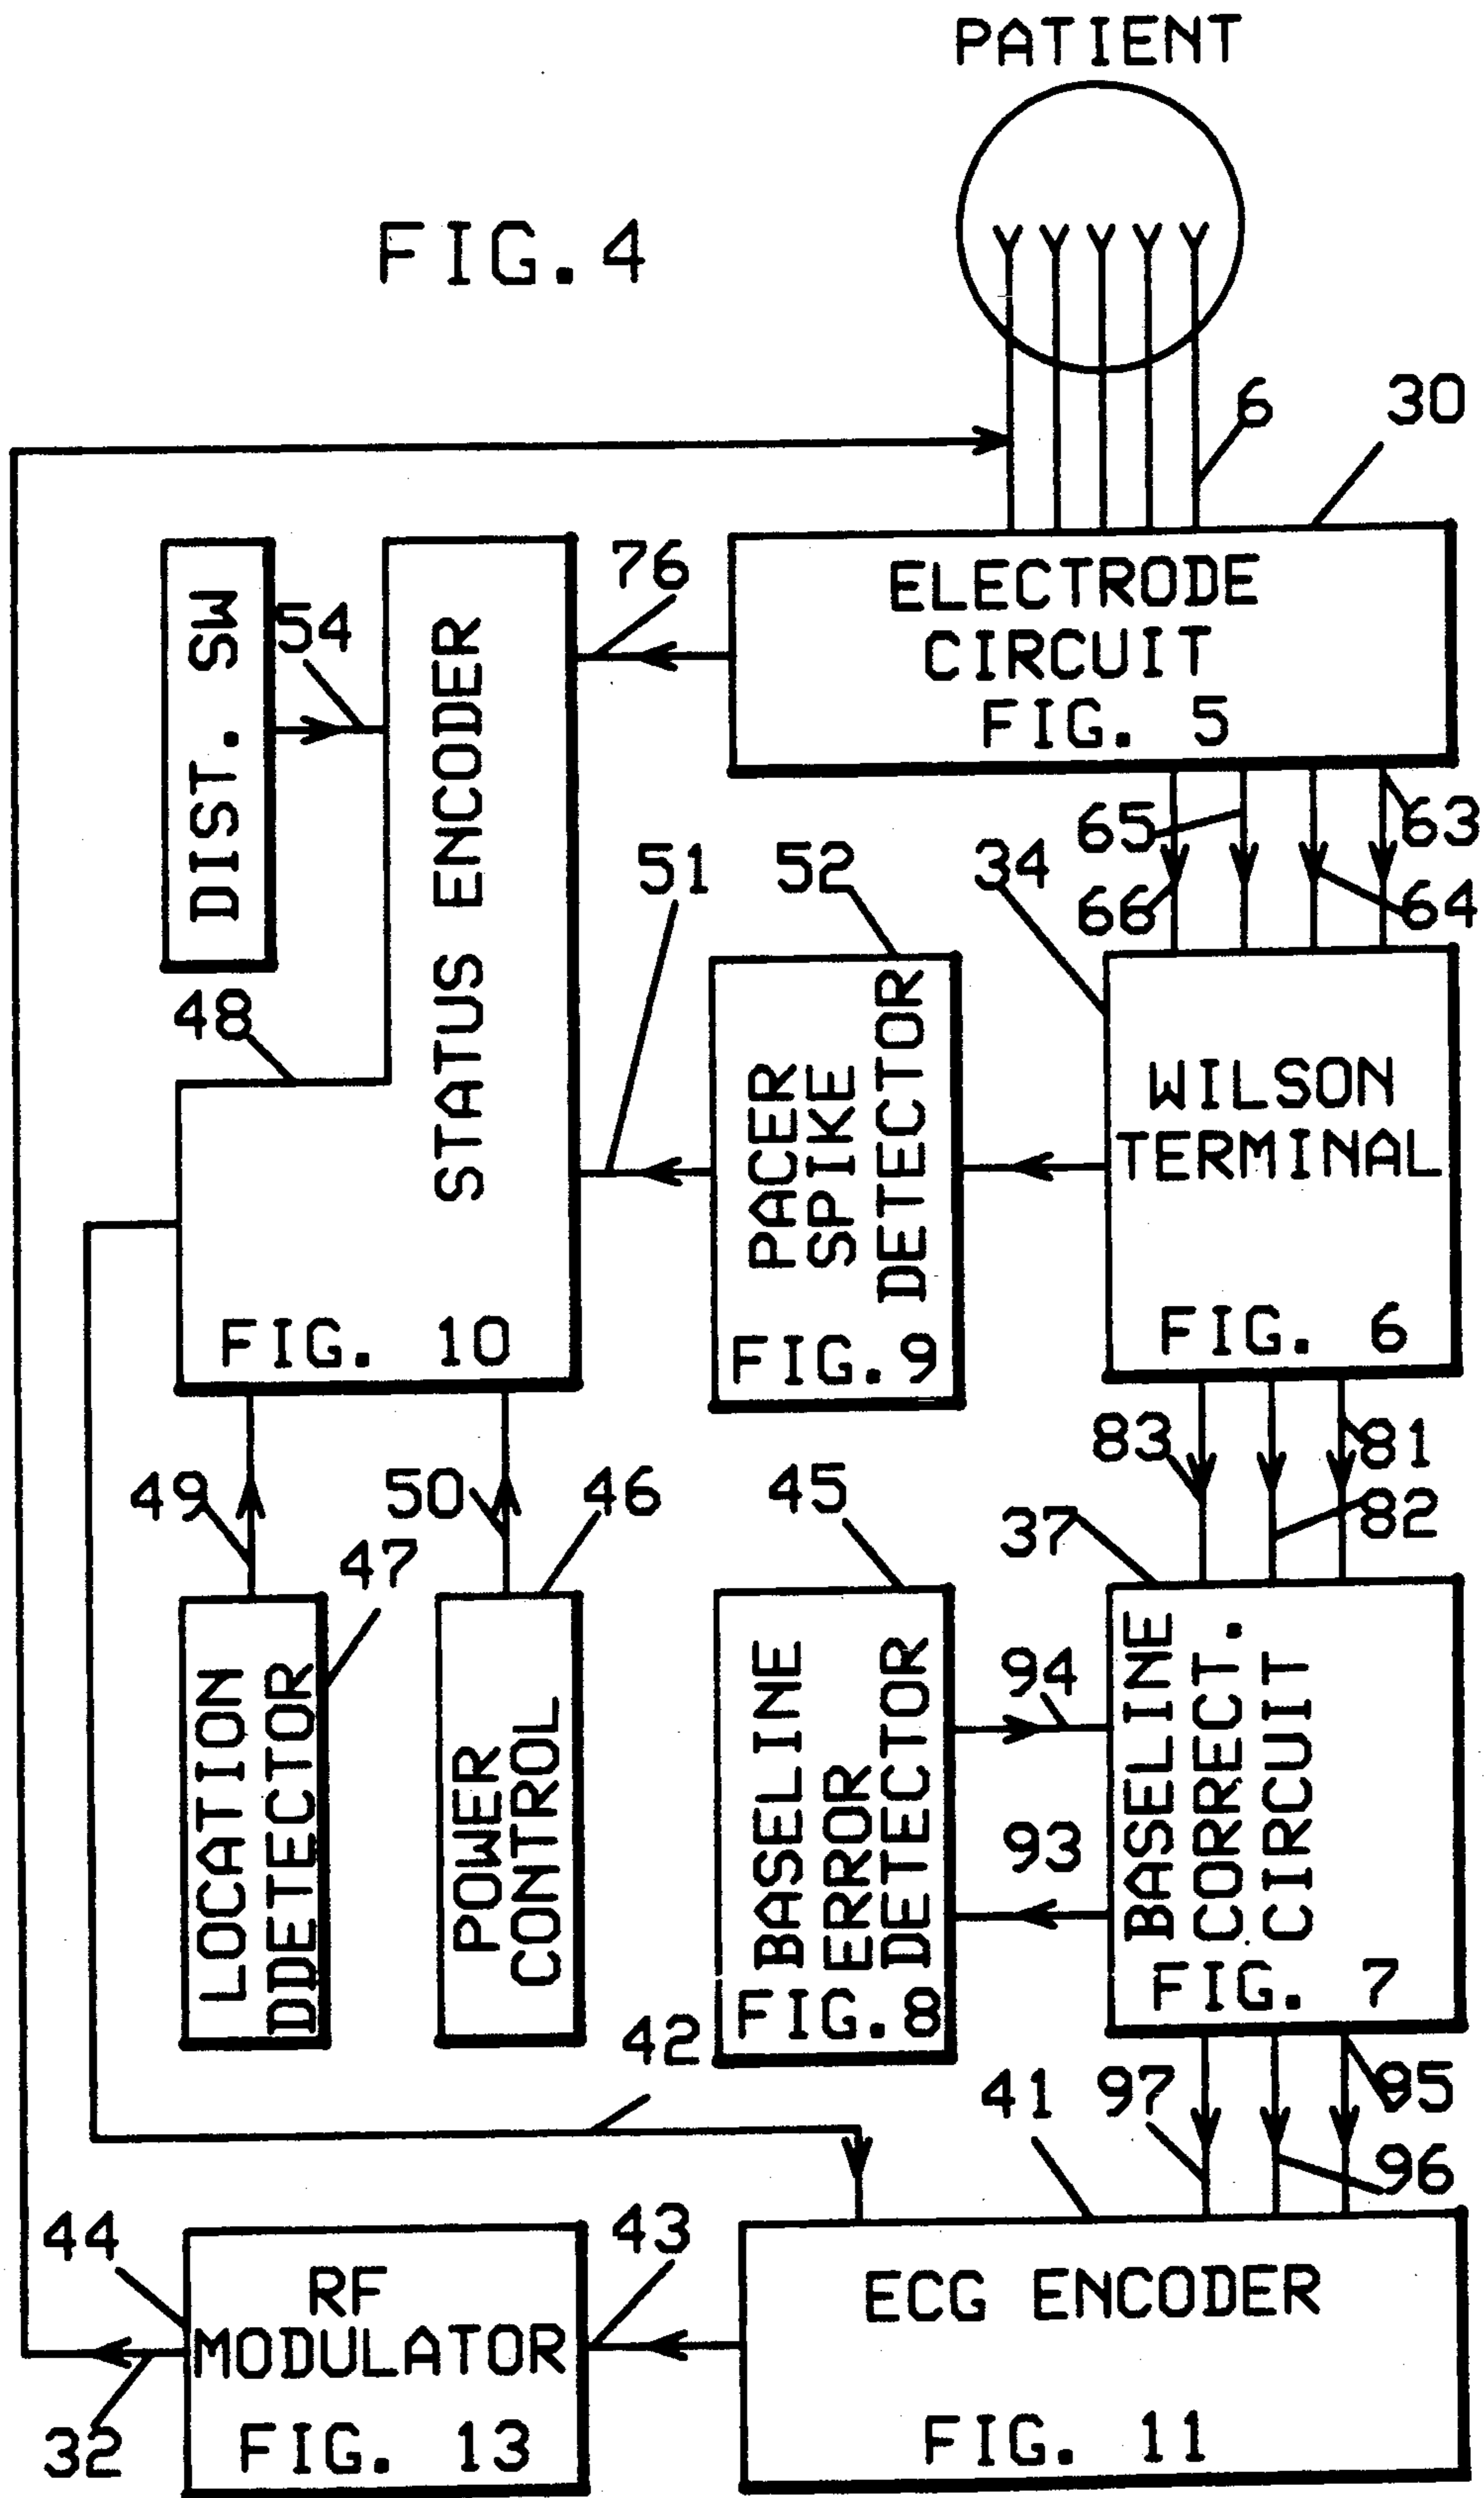 PATIENT
FIG.4
6
30
76
ELECTRODE
CIRCUIT
FIG. 5
DIST. SW
54
STATUS ENCODER
FIG. 10
65
63
66
64
51
52
34
48
PACER
SPIKE
DETECTOR
FIG.9
WILSON
TERMINAL
FIG. 6
83
81
82
49
50
46
45
37
47
LOCATION
DDETECTOR
POWER
CONTROL
BASELINE
ERROR
DETECTOR
FIG.8
94
93
BASELINE
CORRECT.
CIRCUIT
FIG. 7
42
41
97
95
96
44
43
RF
MODULATOR
FIG. 13
ECG ENCODER
FIG. 11
32